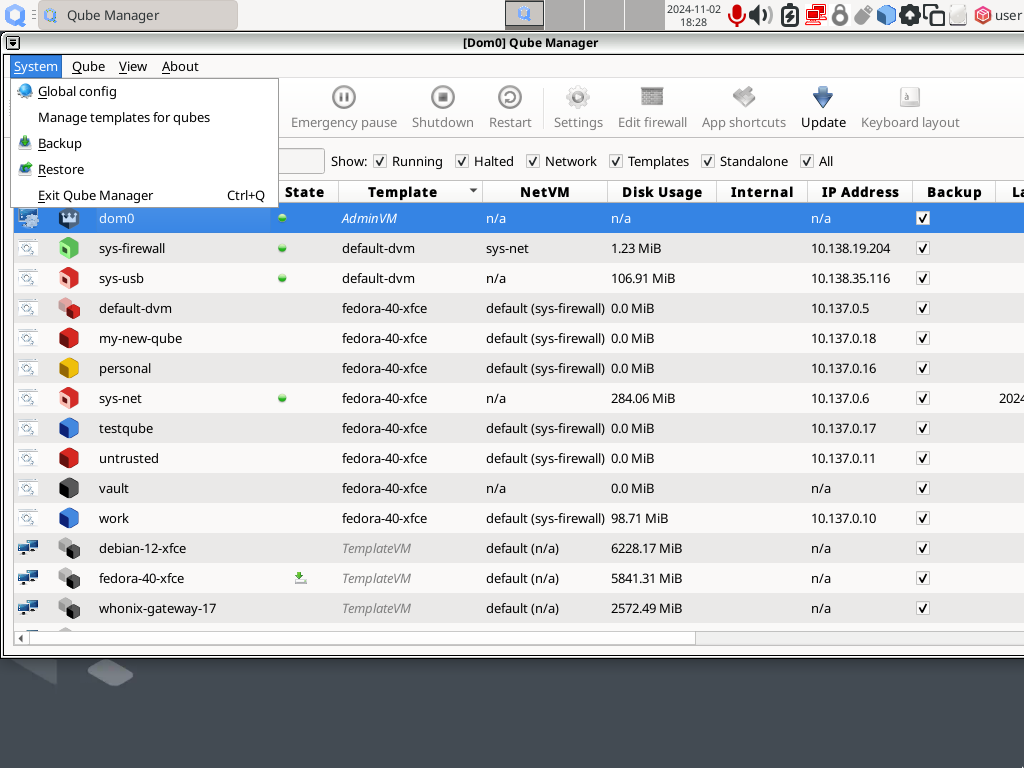 Qube Manager
2024-11-02
18:28
user
[Dom0] Qube Manager
System Qube View About
Global config
Manage templates for qubes
Backup
Restore
Exit Qube Manager Ctrl+Q
Emergency pause Shutdown Restart Settings Edit firewall App shortcuts Update Keyboard layout
Show: Running Halted Network Templates Standalone All
State Template NetVM Disk Usage Internal IP Address Backup La
dom0 AdminVM n/a n/a n/a
sys-firewall default-dvm sys-net 1.23 MiB 10.138.19.204
sys-usb default-dvm n/a 106.91 MiB 10.138.35.116
default-dvm fedora-40-xfce default (sys-firewall) 0.0 MiB 10.137.0.5
my-new-qube fedora-40-xfce default (sys-firewall) 0.0 MiB 10.137.0.18
personal fedora-40-xfce default (sys-firewall) 0.0 MiB 10.137.0.16
sys-net fedora-40-xfce n/a 284.06 MiB 10.137.0.6 2024
testqube fedora-40-xfce default (sys-firewall) 0.0 MiB 10.137.0.17
untrusted fedora-40-xfce default (sys-firewall) 0.0 MiB 10.137.0.11
vault fedora-40-xfce n/a 0.0 MiB n/a
work fedora-40-xfce default (sys-firewall) 98.71 MiB 10.137.0.10
debian-12-xfce TemplateVM default (n/a) 6228.17 MiB n/a
fedora-40-xfce TemplateVM default (n/a) 5841.31 MiB n/a
whonix-gateway-17 TemplateVM default (n/a) 2572.49 MiB n/a